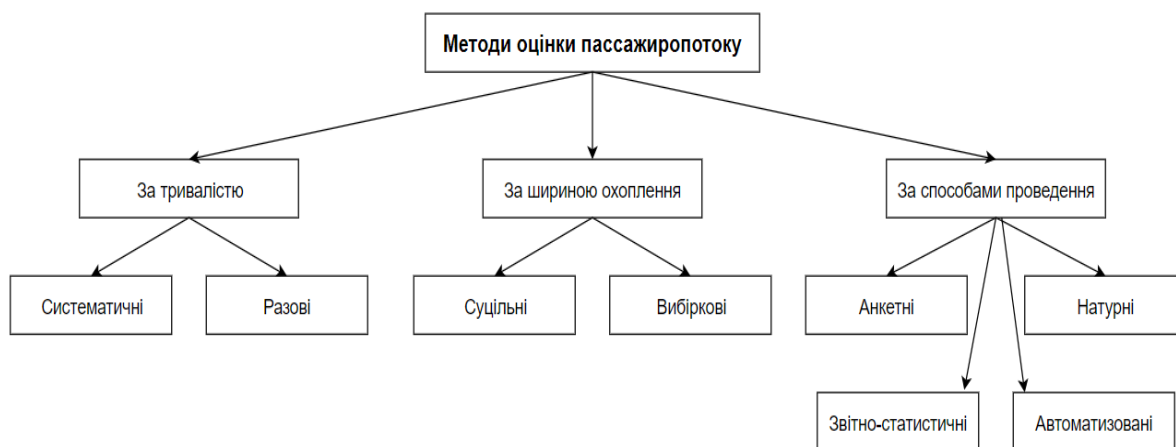 Методи оцінки пассажиропотоку
За тривалістю
За шириною охоплення
За способами проведення
Систематичні
Разові
Суцільні
Вибіркові
Анкетні
Натурні
Звітно-статистичні
Автоматизовані